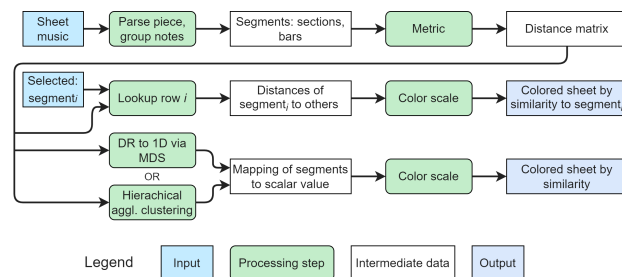 Sheet
music
Parse piece,
group notes
Segments: sections,
bars
Metric
Distance matrix
Selected:
segmenti
Lookup row i
Distances of
segmenti to others
Color scale
Colored sheet by
similarity to segmenti
DR to 1D via
MDS
OR
Hierachical
aggl. clustering
Mapping of segments
to scalar value
Color scale
Colored sheet by
similarity
Legend
Input
Processing step
Intermediate data
Output